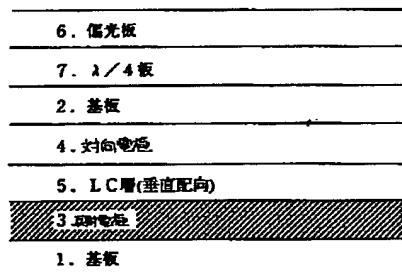 6. 偏光板
7. λ/4板
2. 基板
4. 対向電極
5. LC層(垂直配向)
3. 反射電極
1. 基板